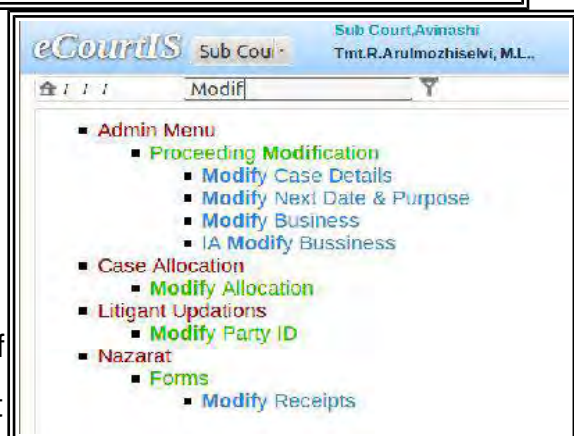 eCourtIS Sub Cour
Sub Court,Avinashi
Tmt.R.Arulmozhiselvi, M.L.,
/ / / Modif
Admin Menu
Proceeding Modification
Modify Case Details
Modify Next Date & Purpose
Modify Business
IA Modify Bussiness
Case Allocation
Modify Allocation
Litigant Updations
Modify Party ID
Nazarat
Forms
Modify Receipts